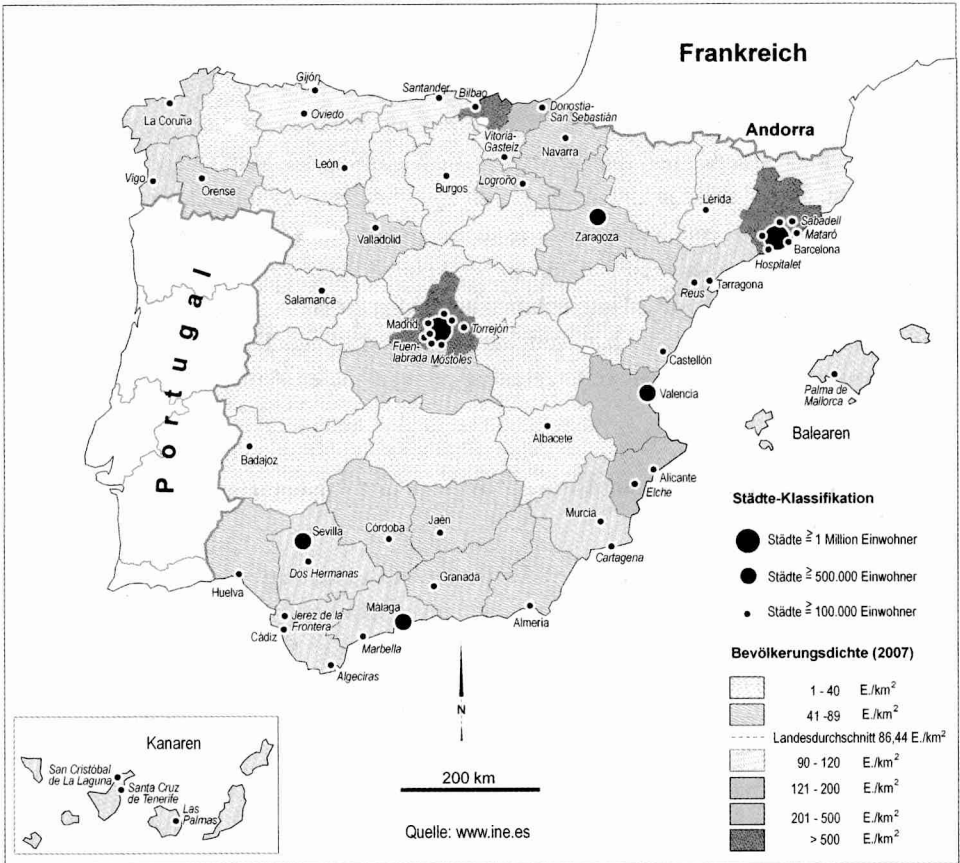 Frankreich
Andorra
Portugal
Gijón
Santander
Bilbao
Donostia-
San Sebastián
La Coruña
Oviedo
Vitoria-
Gasteiz
Navarra
León
Burgos
Logroño
Vigo
Orense
Lérida
Sabadell
Mataró
Barcelona
Hospitalet
Valladolid
Zaragoza
Reus
Tarragona
Salamanca
Madrid
Torrejón
Fuen-
labrada
Móstoles
Castellón
Palma de
Mallorca
Valencia
Balearen
Badajoz
Albacete
Alicante
Elche
Murcia
Cartagena
Sevilla
Córdoba
Jaén
Dos Hermanas
Granada
Huelva
Màlaga
Jerez de la
Frontera
Càdiz
Almeria
Marbella
Algeciras
Städte-Klassifikation
Städte ≥ 1 Million Einwohner
Städte ≥ 500.000 Einwohner
Städte ≥ 100.000 Einwohner
Bevölkerungsdichte (2007)
1 - 40 E./km²
41 -89 E./km²
Landesdurchschnitt 86,44 E./km²
90 - 120 E./km²
121 - 200 E./km²
201 - 500 E./km²
> 500 E./km²
N
200 km
Quelle: www.ine.es
Kanaren
San Cristóbal
de La Laguna
Santa Cruz
de Tenerife
Las
Palmas